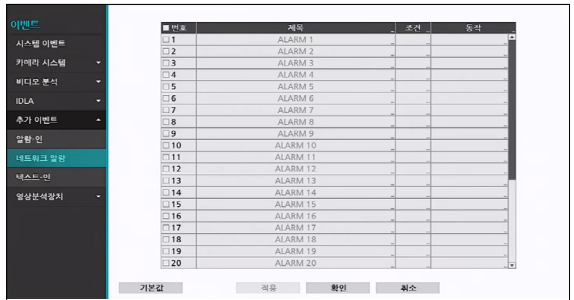 이벤트
시스템 이벤트
카메라 시스템
비디오 분석
IDLA
추가 이벤트
알람-인
네트워크 알람
텍스트-인
영상분석장치
번호 제목 조건 동작
1 ALARM 1
2 ALARM 2
3 ALARM 3
4 ALARM 4
5 ALARM 5
6 ALARM 6
7 ALARM 7
8 ALARM 8
9 ALARM 9
10 ALARM 10
11 ALARM 11
12 ALARM 12
13 ALARM 13
14 ALARM 14
15 ALARM 15
16 ALARM 16
17 ALARM 17
18 ALARM 18
19 ALARM 19
20 ALARM 20
기본값 적용 확인 취소